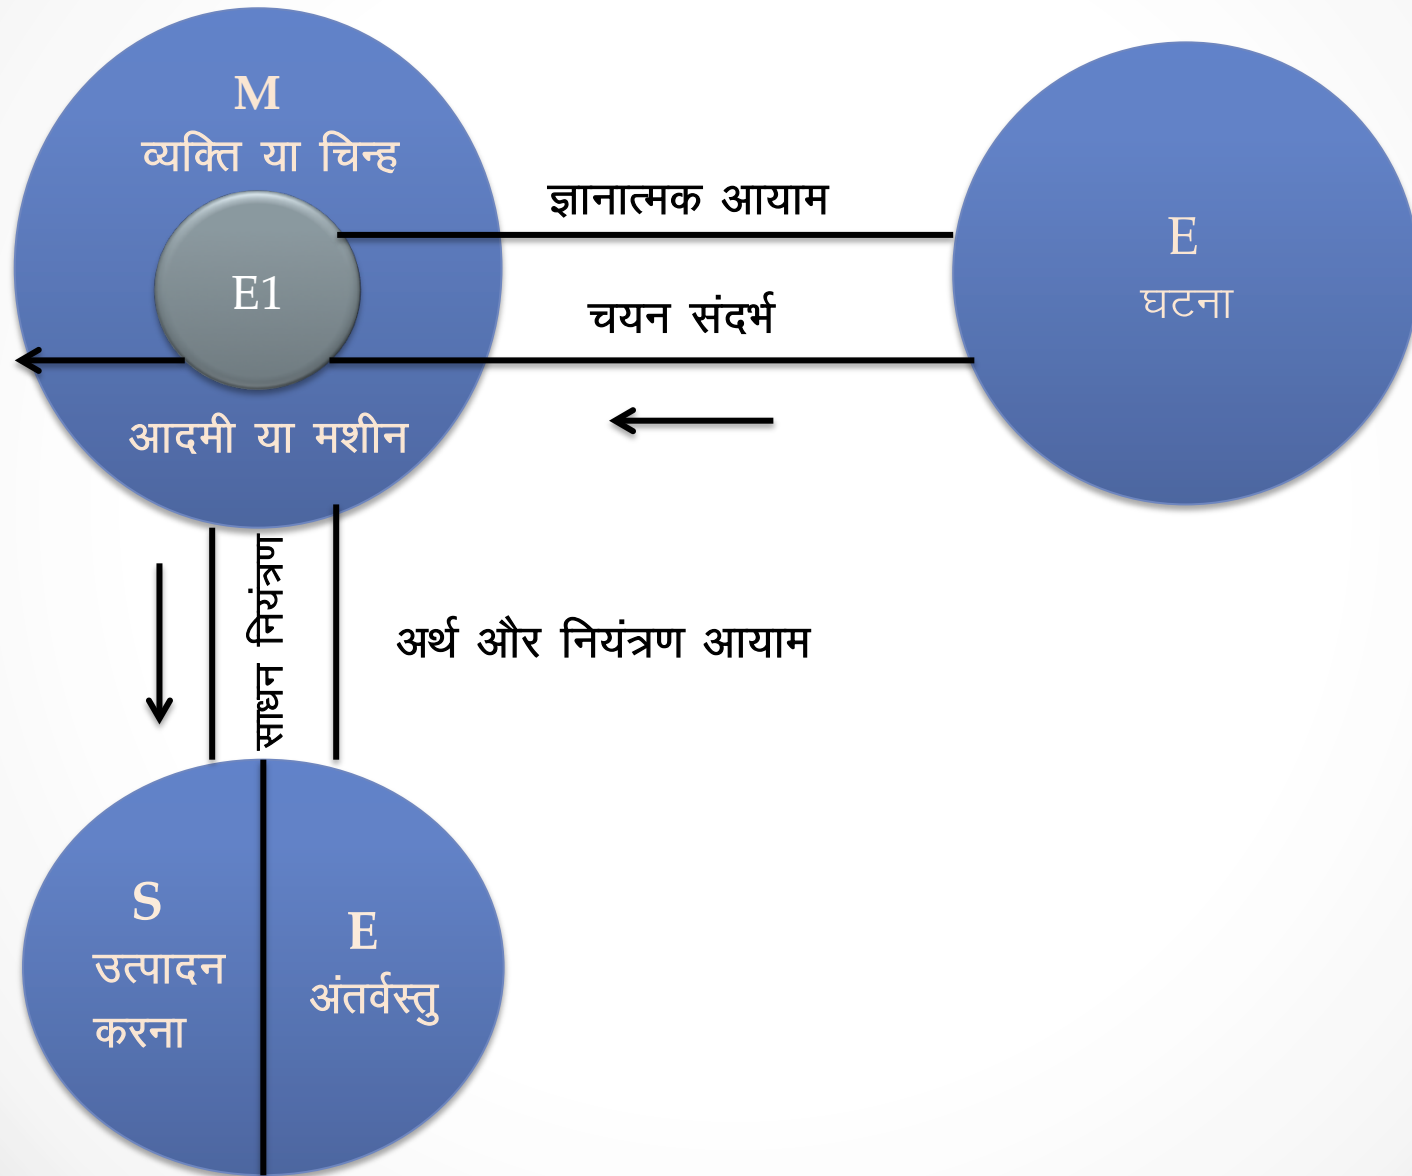 M
व्यक्ति या चिन्ह
E1
आदमी या मशीन
ज्ञानात्मक आयाम
चयन संदर्भ
E
घटना
साधन नियंत्रण
अर्थ और नियंत्रण आयाम
S
उत्पादन
करना
E
अंतर्वस्तु